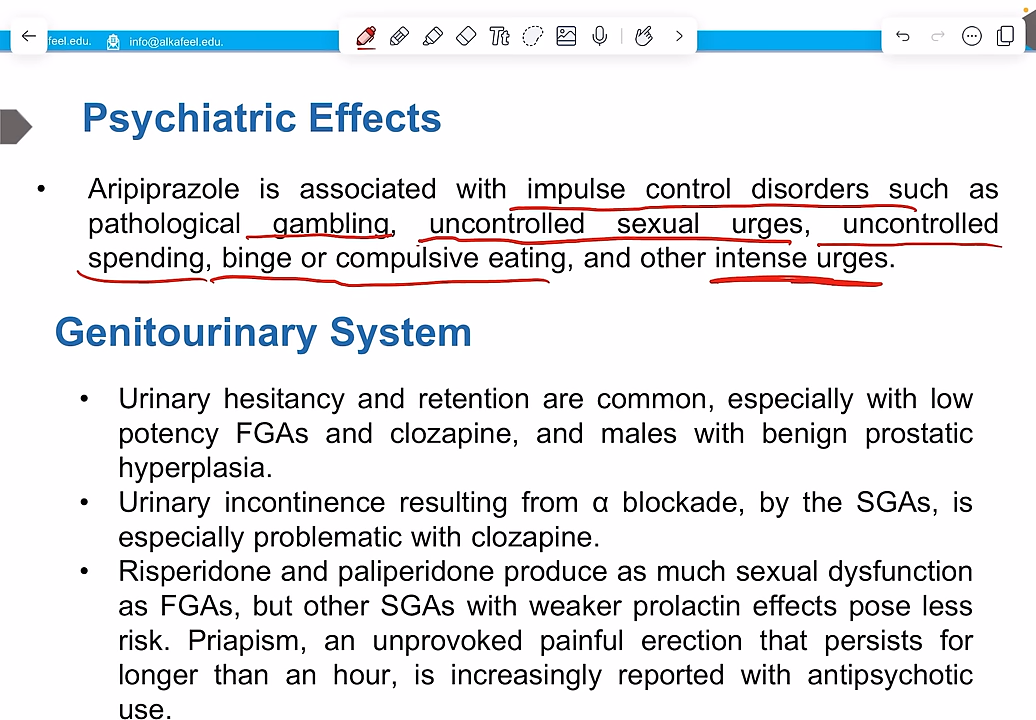 feel.edu. info@alkafeel.edu.
Tt
Psychiatric Effects
• Aripiprazole is associated with impulse control disorders such as
pathological gambling, uncontrolled sexual urges, uncontrolled
spending, binge or compulsive eating, and other intense urges.
Genitourinary System
• Urinary hesitancy and retention are common, especially with low
potency FGAs and clozapine, and males with benign prostatic
hyperplasia.
• Urinary incontinence resulting from α blockade, by the SGAs, is
especially problematic with clozapine.
• Risperidone and paliperidone produce as much sexual dysfunction
as FGAs, but other SGAs with weaker prolactin effects pose less
risk. Priapism, an unprovoked painful erection that persists for
longer than an hour, is increasingly reported with antipsychotic
use.